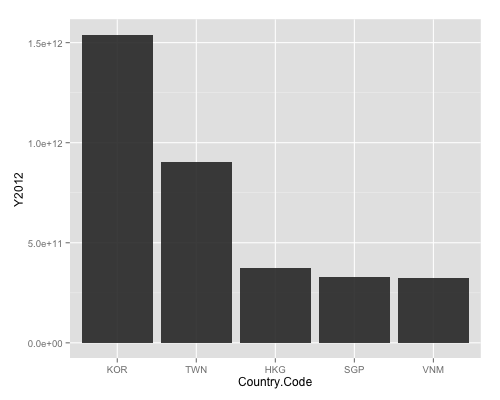 1.5e+12
1.0e+12
Y2012
5.0e+11
0.0e+00
KOR TWN HKG SGP VNM
Country.Code